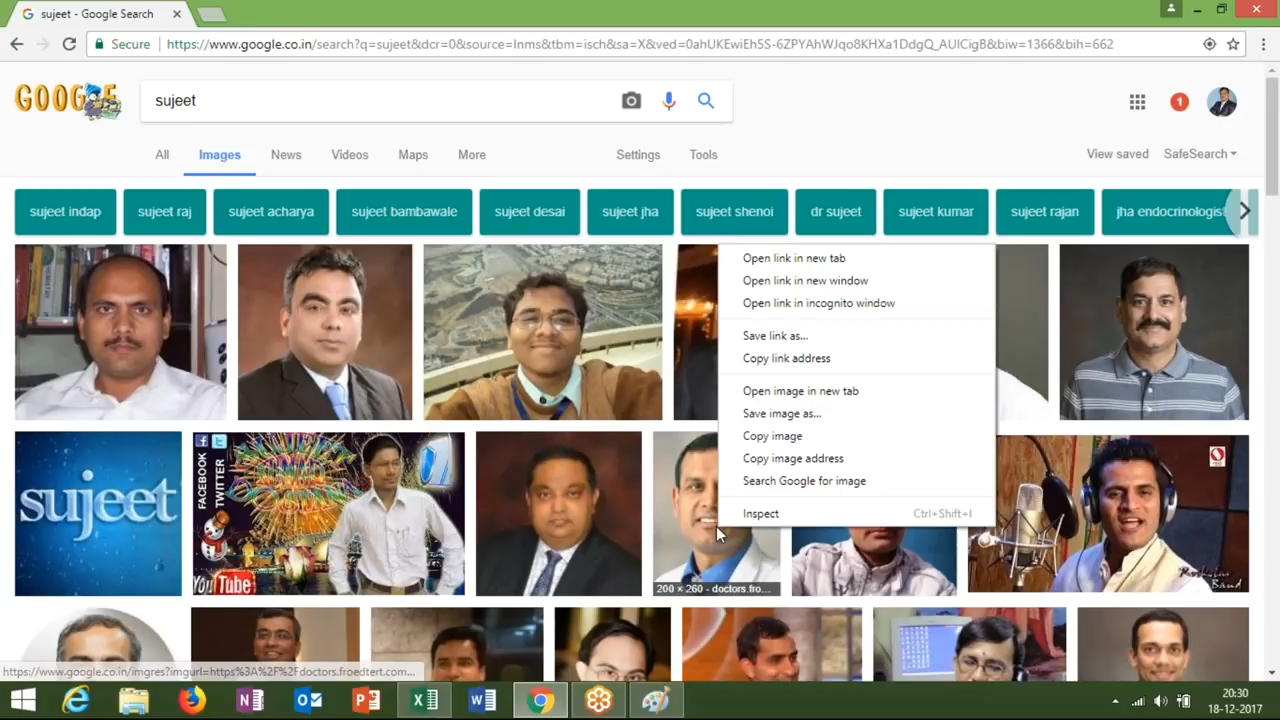 sujeet - Google Search
Secure
https://www.google.co.in/search?q=sujeet&dcr=0&source=lnms&tbm=isch&sa=X&ved=0ahUKEwiEh5S-6ZPYAhWJqo8KHXa1DdgQ_AUICigB&biw=1366&bih=662
GOOGLE
sujeet
1
All
Images
News
Videos
Maps
More
Settings
Tools
View saved
SafeSearch
sujeet indap
sujeet raj
sujeet acharya
sujeet bambawale
sujeet desai
sujeet jha
sujeet shenoi
dr sujeet
sujeet kumar
sujeet rajan
jha endocrinologist
Open link in new tab
Open link in new window
Open link in incognito window
Save link as...
Copy link address
Open image in new tab
Save image as...
Copy image
Copy image address
Search Google for image
Inspect Ctrl+Shift+I
sujeet
FACEBOOK
TWITTER
You Tube
200 × 260 - doctors.fro...
Band
https://www.google.co.in/imgres?imgurl=https%3A%2F%2Fdoctors.froedtert.com...
20:30
18-12-2017